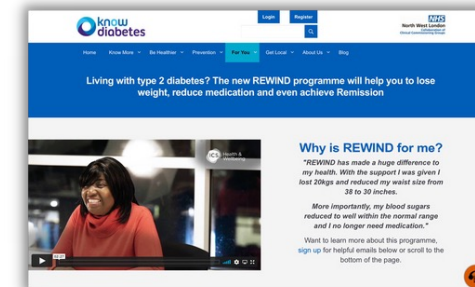 know
diabetes
Login
Register
NHS
North West London
Collaboration of
Clinical Commissioning Groups
Home
Know More
Be Healthier
Prevention
For You
Get Local
About Us
Blog
Living with type 2 diabetes? The new REWIND programme will help you to lose
weight, reduce medication and even achieve Remission
Health &
Wellbeing
Why is REWIND for me?
"REWIND has made a huge difference to
my health. With the support I was given I
lost 20kgs and reduced my waist size from
38 to 30 inches.
More importantly, my blood sugars
reduced to well within the normal range
and I no longer need medication."
Want to learn more about this programme,
sign up for helpful emails below or scroll to the
bottom of the page.